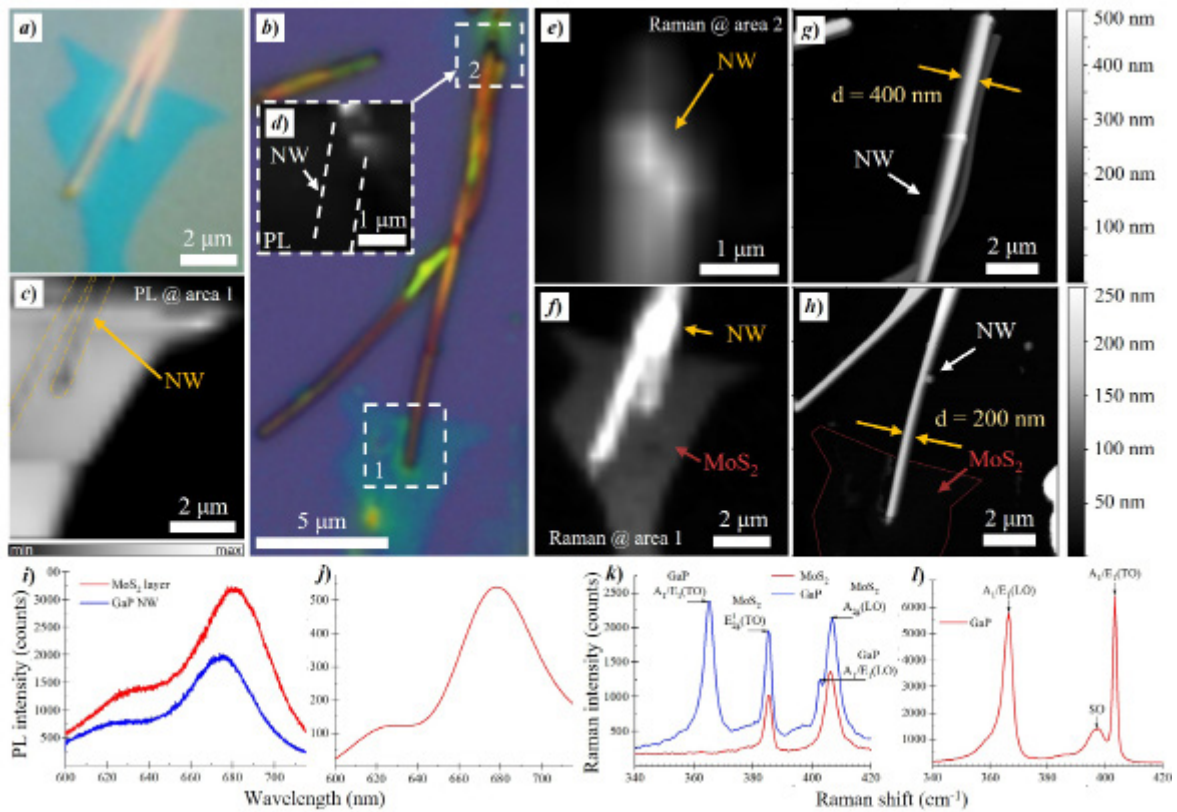 a)
2 μm
b)
2
d)
NW
1 μm
PL
1
5 μm
e)
Raman @ area 2
NW
1 μm
g)
d = 400 nm
NW
2 μm
500 nm
400 nm
300 nm
200 nm
100 nm
c)
PL @ area 1
NW
2 μm
min
max
f)
NW
MoS₂
Raman @ area 1
2 μm
h)
NW
d = 200 nm
MoS₂
2 μm
250 nm
200 nm
150 nm
100 nm
50 nm
i)
MoS₂ layer
GaP NW
PL intensity (counts)
3000
2500
2000
1500
1000
500
600 620 640 660 680 700
j)
500
400
300
200
100
600 620 640 660 680 700
Wavelength (nm)
k)
MoS₂
GaP
GaP
A₁/E₁(TO)
MoS₂
E¹₂g(TO)
MoS₂
A₁g(LO)
GaP
A₁/E₁(LO)
Raman intensity (counts)
2500
2000
1500
1000
500
340 360 380 400 420
l)
A₁/E₁(LO)
A₁/E₁(TO)
GaP
SO
6000
5000
4000
3000
2000
1000
340 360 400 420
Raman shift (cm⁻¹)